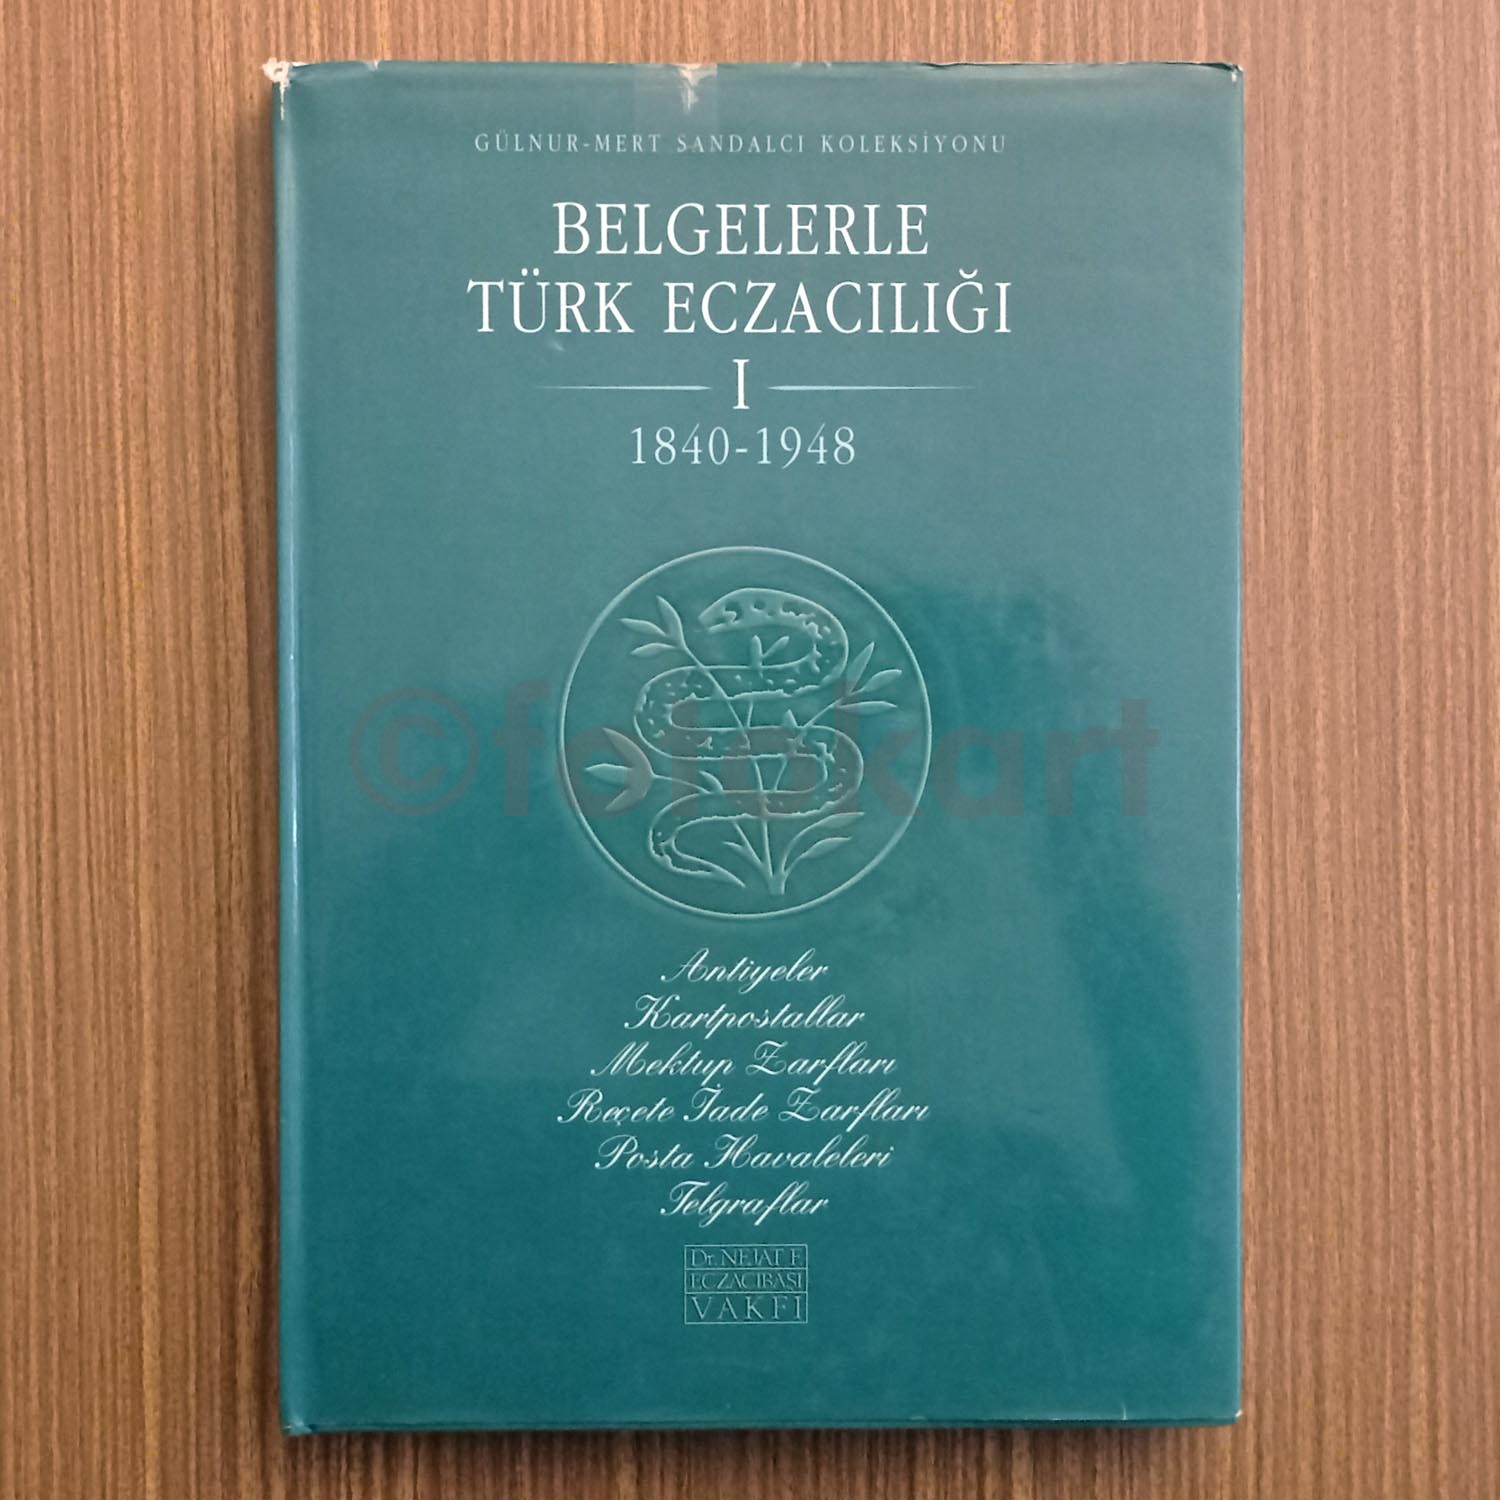 GÜLNUR-MERT SANDALCI KOLEKSİYONU
BELGELERLE
TÜRK ECZACILIĞI
I
1840-1948
©fotokart
Antiyeler
Kartpostallar
Mektup Zarfları
Reçete İade Zarfları
Posta Havaleleri
Telgraflar
Dr. NEJAT F.
ECZACIBAŞI
VAKFI